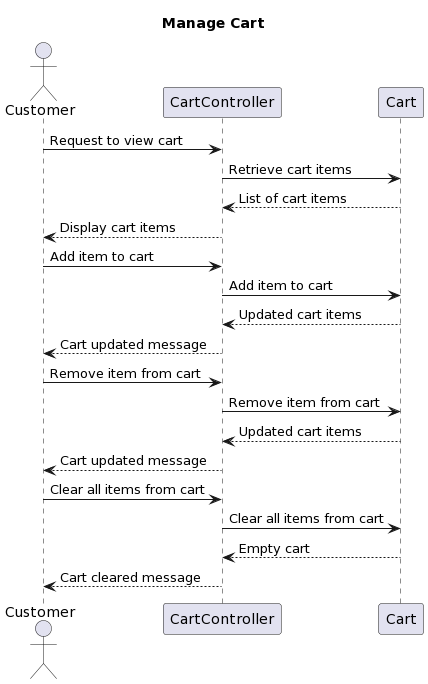 Manage Cart
Customer
CartController
Cart
Request to view cart
Retrieve cart items
List of cart items
Display cart items
Add item to cart
Add item to cart
Updated cart items
Cart updated message
Remove item from cart
Remove item from cart
Updated cart items
Cart updated message
Clear all items from cart
Clear all items from cart
Empty cart
Cart cleared message
Customer
CartController
Cart